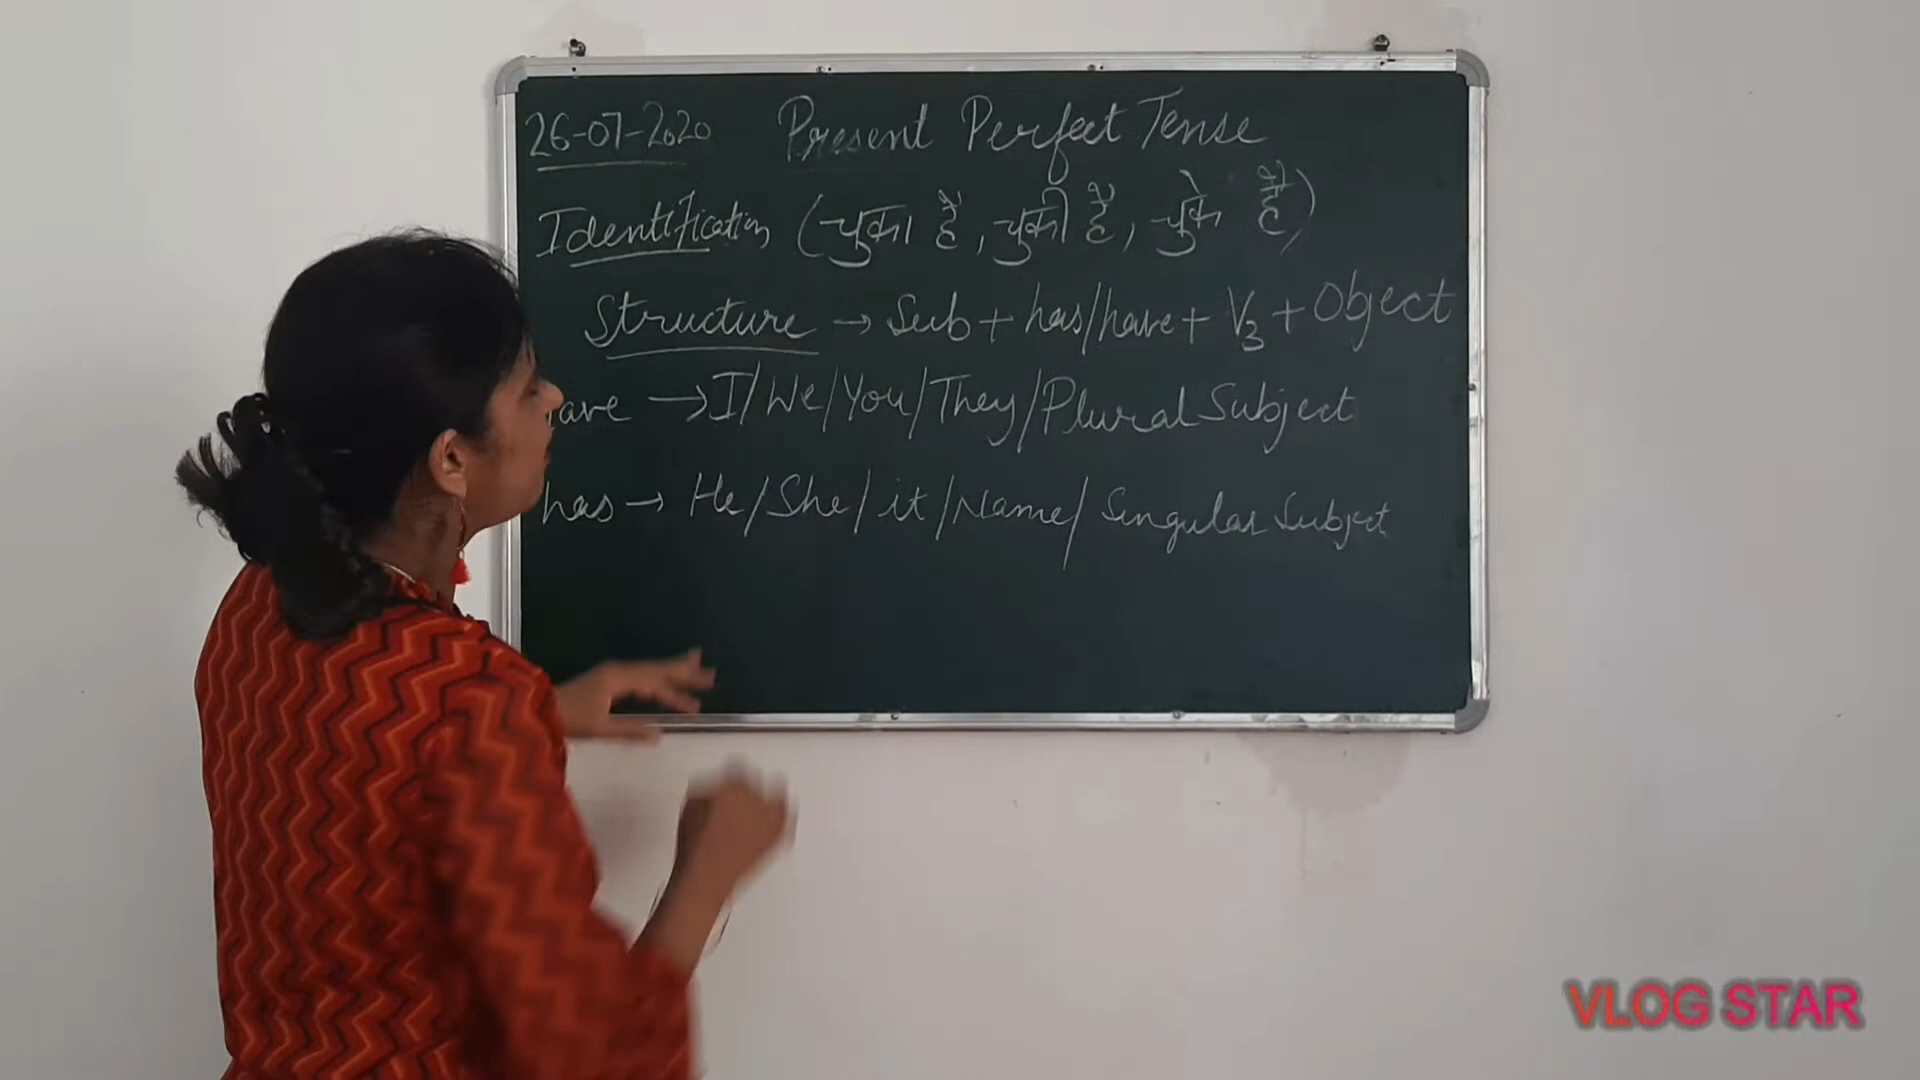 26-07-2020 Present Perfect Tense
Identification (चुका है, चुकी है, चुके हैं)
Structure → Sub + has/have + V3 + Object
ave → I/We/You/They/Plural Subject
has → He/She/it/Name/Singular Subject
VLOG STAR